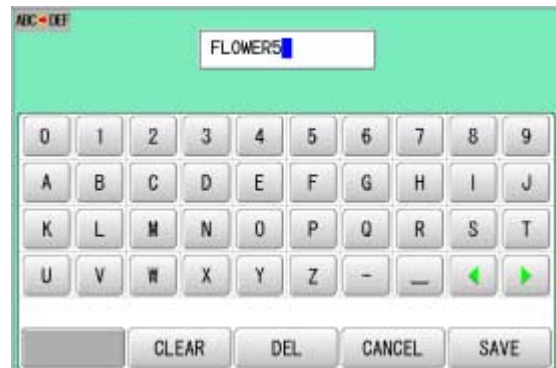 ABC→DEF
FLOWER5
0 1 2 3 4 5 6 7 8 9
A B C D E F G H I J
K L M N O P Q R S T
U V W X Y Z - _
CLEAR DEL CANCEL SAVE